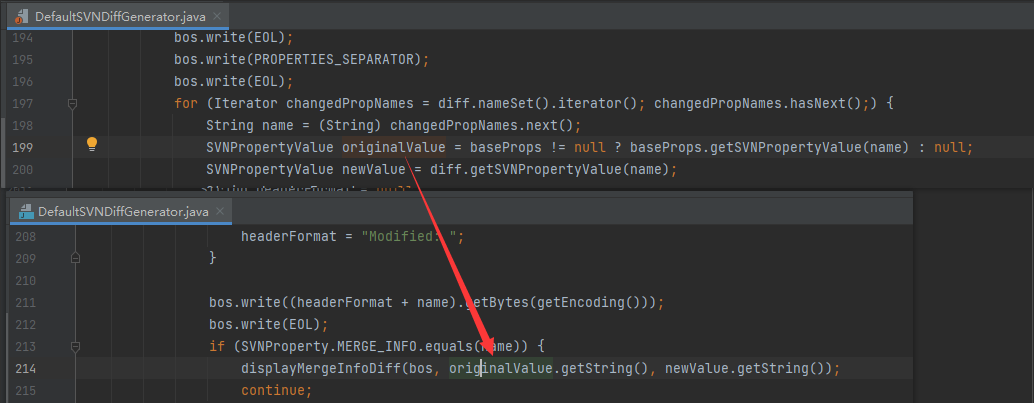 DefaultSVNDiffGenerator.java
194 bos.write(EOL);
195 bos.write(PROPERTIES_SEPARATOR);
196 bos.write(EOL);
197 for (Iterator changedPropNames = diff.nameSet().iterator(); changedPropNames.hasNext();) {
198 String name = (String) changedPropNames.next();
199 SVNPropertyValue originalValue = baseProps != null ? baseProps.getSVNPropertyValue(name) : null;
200 SVNPropertyValue newValue = diff.getSVNPropertyValue(name);
DefaultSVNDiffGenerator.java
208 headerFormat = "Modified: ";
209 }
210
211 bos.write((headerFormat + name).getBytes(getEncoding()));
212 bos.write(EOL);
213 if (SVNProperty.MERGE_INFO.equals(name)) {
214 displayMergeInfoDiff(bos, originalValue.getString(), newValue.getString());
215 continue;